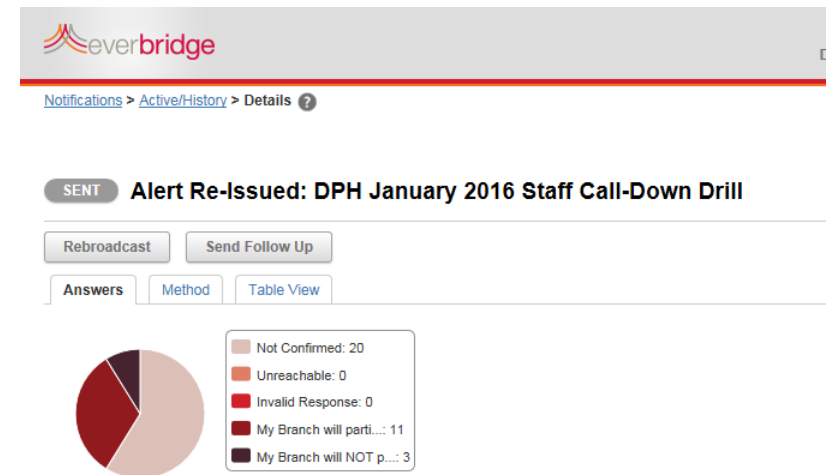 everbridge
D
Notifications > Active/History > Details ?
SENT Alert Re-Issued: DPH January 2016 Staff Call-Down Drill
Rebroadcast Send Follow Up
Answers Method Table View
Not Confirmed: 20
Unreachable: 0
Invalid Response: 0
My Branch will parti...: 11
My Branch will NOT p...: 3